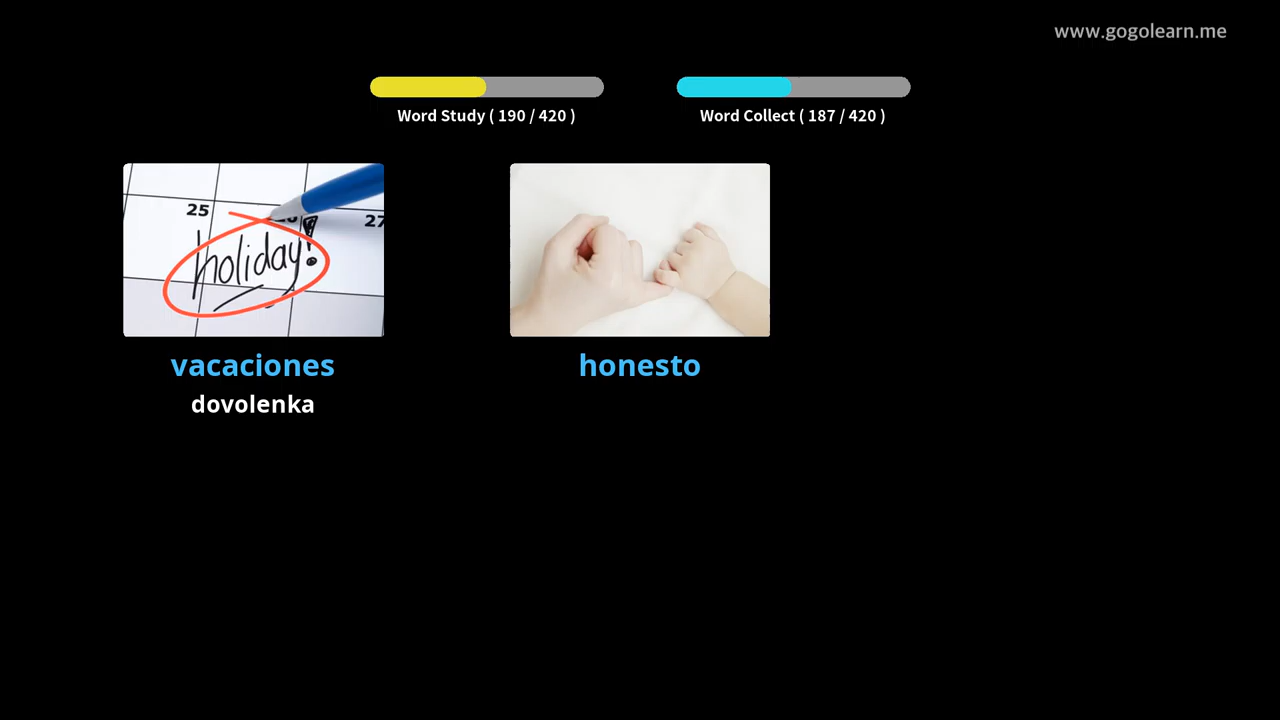 www.gogolearn.me
Word Study ( 190 / 420 )
Word Collect ( 187 / 420 )
25
27
holiday!
vacaciones
dovolenka
honesto